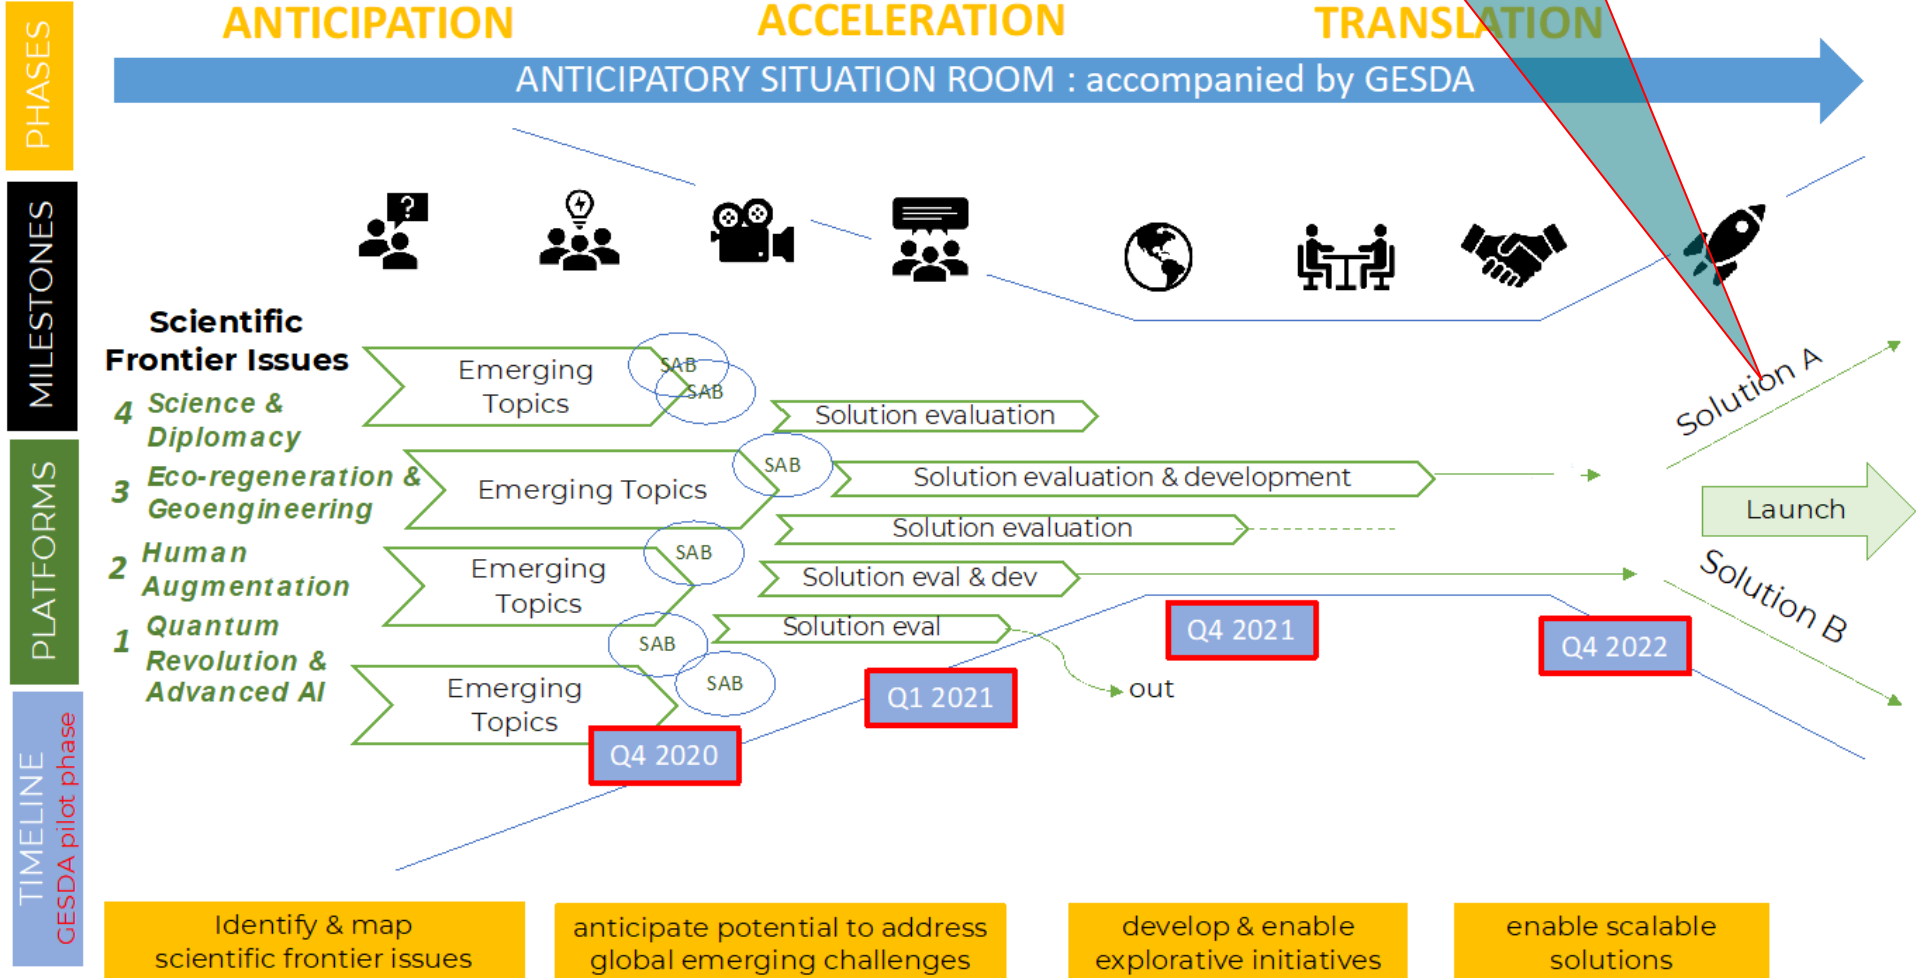 ANTICIPATION
ACCELERATION
TRANSLATION
PHASES
ANTICIPATORY SITUATION ROOM : accompanied by GESDA
MILESTONES
?
Scientific
Frontier Issues
4 Science &
Diplomacy
3 Eco-regeneration &
Geoengineering
2 Human
Augmentation
1 Quantum
Revolution &
Advanced AI
PLATFORMS
Emerging
Topics
SAB
SAB
Solution evaluation
Emerging Topics
SAB
Solution evaluation & development
Solution evaluation
Emerging
Topics
SAB
Solution eval & dev
Solution eval
out
Emerging
Topics
SAB
SAB
Solution A
Launch
Solution B
TIMELINE
GESDA pilot phase
Q4 2020
Q1 2021
Q4 2021
Q4 2022
Identify & map
scientific frontier issues
anticipate potential to address
global emerging challenges
develop & enable
explorative initiatives
enable scalable
solutions